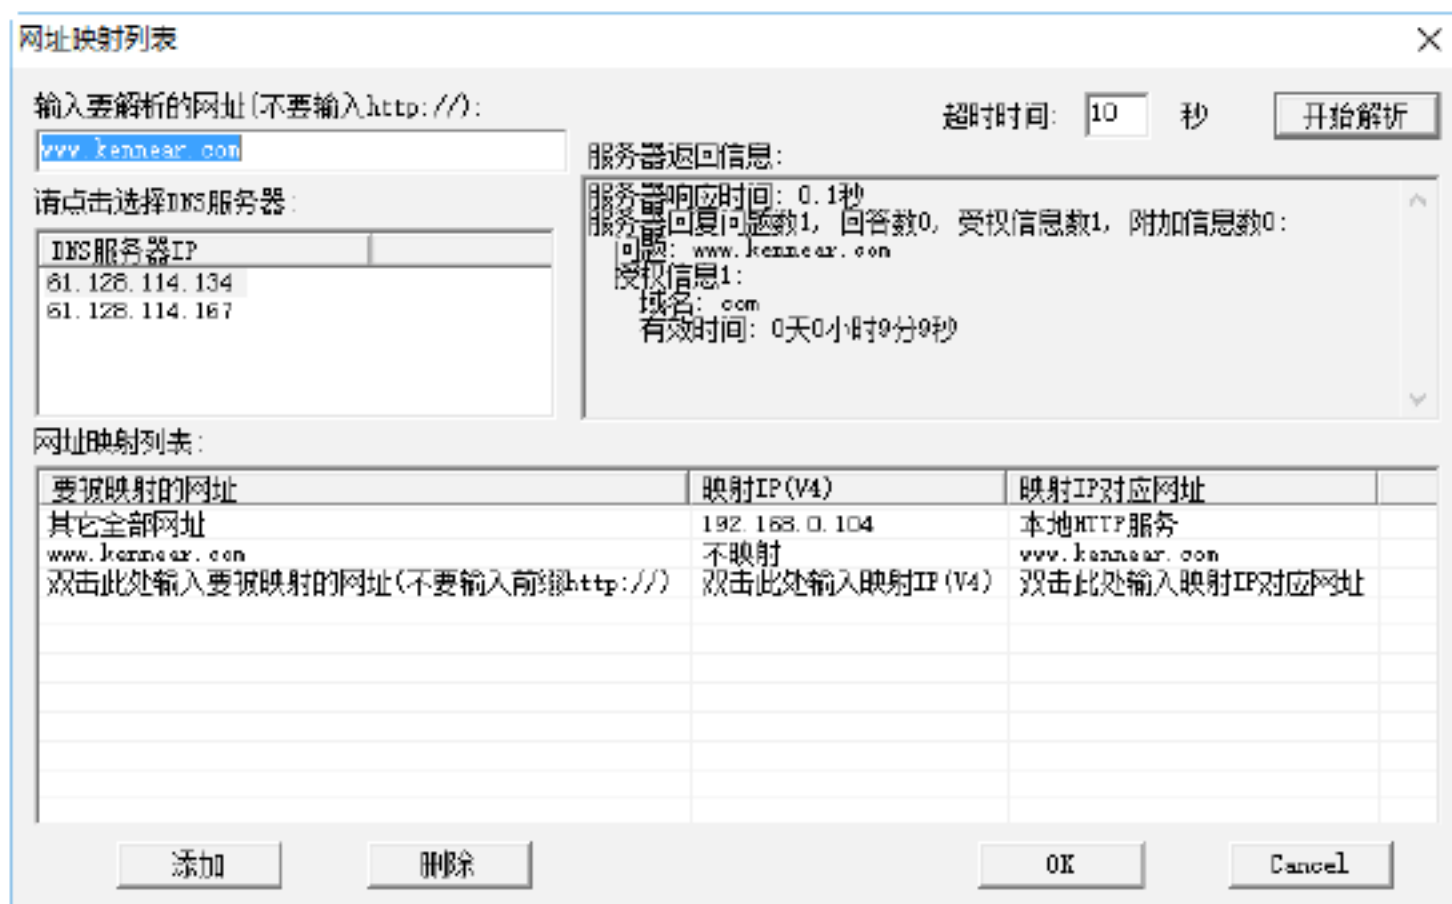 网址映射列表
输入要解析的网址(不要输入http://):
超时时间: 10 秒 开始解析
www.kennear.com
服务器返回信息:
服务器响应时间: 0.1秒
服务器回复问题数1, 回答数0, 受权信息数1, 附加信息数0:
问题: www.kennear.com
授权信息1:
域名: com
有效时间: 0天0小时9分9秒
请点击选择DNS服务器:
DNS服务器IP
61.128.114.134
61.128.114.167
网址映射列表:
要被映射的网址 映射IP(V4) 映射IP对应网址
其它全部网址 192.168.0.104 本地HTTP服务
www.kennear.com 不映射 www.kennear.com
双击此处输入要被映射的网址(不要输入前缀http://) 双击此处输入映射IP(V4) 双击此处输入映射IP对应网址
添加 删除 OK Cancel